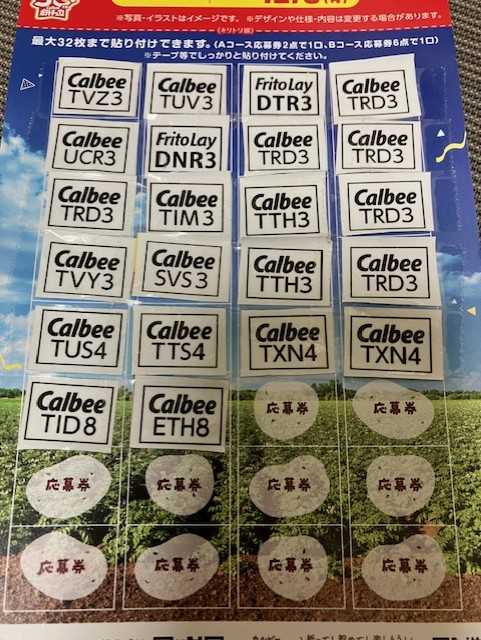 ※写真・イラストはイメージです。 ※デザインや仕様・内容は変更する場合があります。
(キリトリ線)
最大32枚まで貼り付けできます。(Aコース応募券2点で1口、Bコース応募券6点で1口)
※テープ等でしっかりと貼り付けてください。
Calbee TVZ3
Calbee TUV3
FritoLay DTR3
Calbee TRD3
Calbee UCR3
FritoLay DNR3
Calbee TRD3
Calbee TRD3
Calbee TRD3
Calbee TIM3
Calbee TTH3
Calbee TRD3
Calbee TVY3
Calbee SVS3
Calbee TTH3
Calbee TRD3
Calbee TUS4
Calbee TTS4
Calbee TXN4
Calbee TXN4
Calbee TID8
Calbee ETH8
応募券
応募券
応募券
応募券
応募券
応募券
応募券
応募券
応募券
応募券